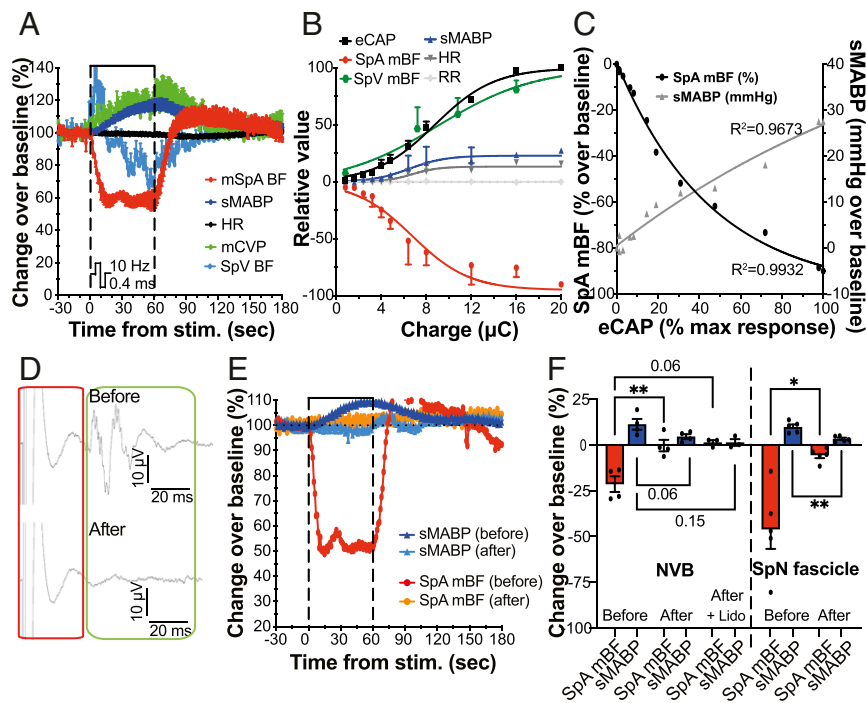 A
Change over baseline (%)
140
120
100
80
60
40
20
0
-30 0 30 60 90 120 150 180
Time from stim. (sec)
10 Hz
0.4 ms
mSpA BF
sMABP
HR
mCVP
SpV BF
B
Relative value
100
50
0
-50
-100
0 4 8 12 16 20
Charge (µC)
eCAP
SpA mBF
SpV mBF
sMABP
HR
RR
C
SpA mBF (% over baseline)
0
-20
-40
-60
-80
-100
0 20 40 60 80 100
eCAP (% max response)
sMABP (mmHg over baseline)
40
30
20
10
0
-10
SpA mBF (%)
sMABP (mmHg)
R²=0.9673
R²=0.9932
D
Before
10 µV
20 ms
After
10 µV
20 ms
E
Change over baseline (%)
110
100
90
80
70
60
50
40
30
20
-30 0 30 60 90 120 150 180
Time from stim. (sec)
sMABP (before)
sMABP (after)
SpA mBF (before)
SpA mBF (after)
F
Change over baseline (%)
25
0
-25
-50
-75
-100
0.06
**
*
0.06
0.15
**
NVB
SpN fascicle
Before
After
After
+ Lido
Before
After
SpA mBF
sMABP
SpA mBF
sMABP
SpA mBF
sMABP
SpA mBF
sMABP
SpA mBF
sMABP